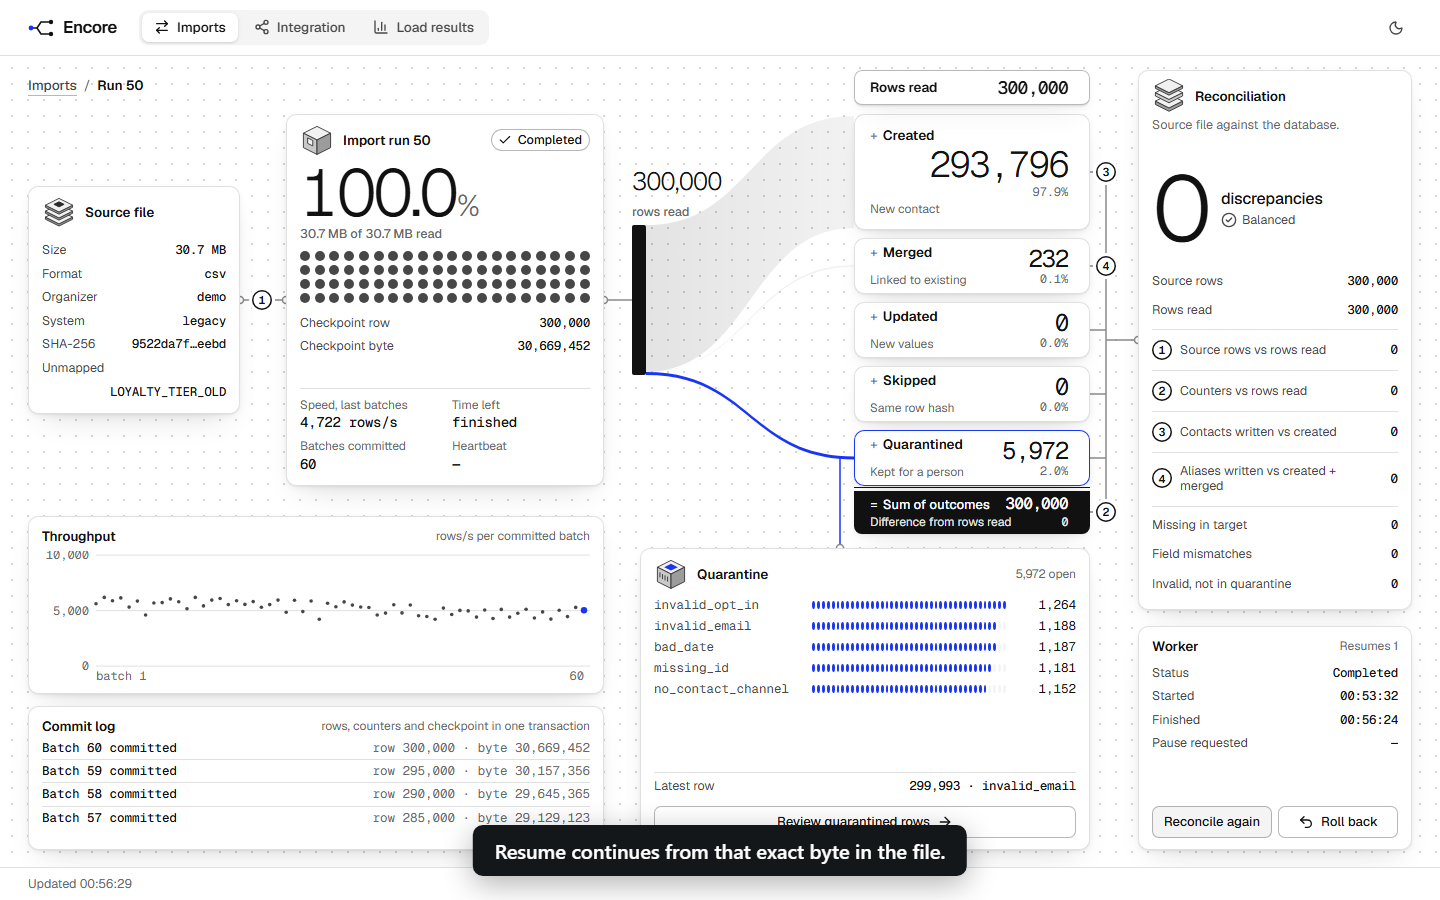 Encore
Imports
Integration
Load results
Imports / Run 50
Source file
Size 30.7 MB
Format csv
Organizer demo
System legacy
SHA-256 9522da7f…eebd
Unmapped
LOYALTY_TIER_OLD
1
Import run 50
Completed
100.0%
30.7 MB of 30.7 MB read
Checkpoint row 300,000
Checkpoint byte 30,669,452
Speed, last batches Time left
4,722 rows/s finished
Batches committed Heartbeat
60 –
300,000
rows read
Rows read 300,000
+ Created
293,796
97.9%
New contact
3
+ Merged 232
Linked to existing 0.1%
4
+ Updated 0
New values 0.0%
+ Skipped 0
Same row hash 0.0%
+ Quarantined 5,972
Kept for a person 2.0%
= Sum of outcomes 300,000
Difference from rows read 0
2
Reconciliation
Source file against the database.
0 discrepancies
Balanced
Source rows 300,000
Rows read 300,000
1 Source rows vs rows read 0
2 Counters vs rows read 0
3 Contacts written vs created 0
4 Aliases written vs created + merged 0
Missing in target 0
Field mismatches 0
Invalid, not in quarantine 0
Throughput rows/s per committed batch
10,000
5,000
0
batch 1 60
Commit log rows, counters and checkpoint in one transaction
Batch 60 committed row 300,000 · byte 30,669,452
Batch 59 committed row 295,000 · byte 30,157,356
Batch 58 committed row 290,000 · byte 29,645,365
Batch 57 committed row 285,000 · byte 29,129,123
Quarantine 5,972 open
invalid_opt_in 1,264
invalid_email 1,188
bad_date 1,187
missing_id 1,181
no_contact_channel 1,152
Latest row 299,993 · invalid_email
Review quarantined rows →
Worker Resumes 1
Status Completed
Started 00:53:32
Finished 00:56:24
Pause requested –
Reconcile again
Roll back
Resume continues from that exact byte in the file.
Updated 00:56:29